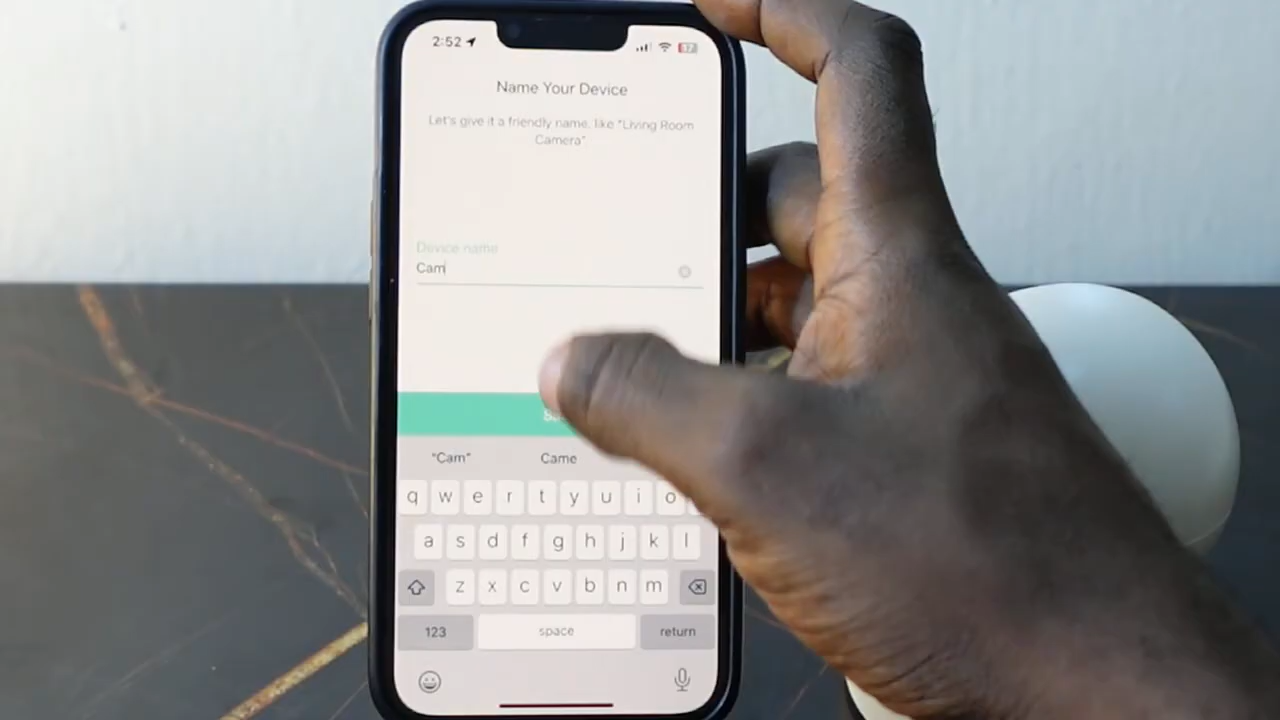 2:52
17
Name Your Device
Let's give it a friendly name, like "Living Room
Camera"
Device name
Cam
"Cam" Came
q w e r t y u i o
a s d f g h j k l
z x c v b n m
123 space return